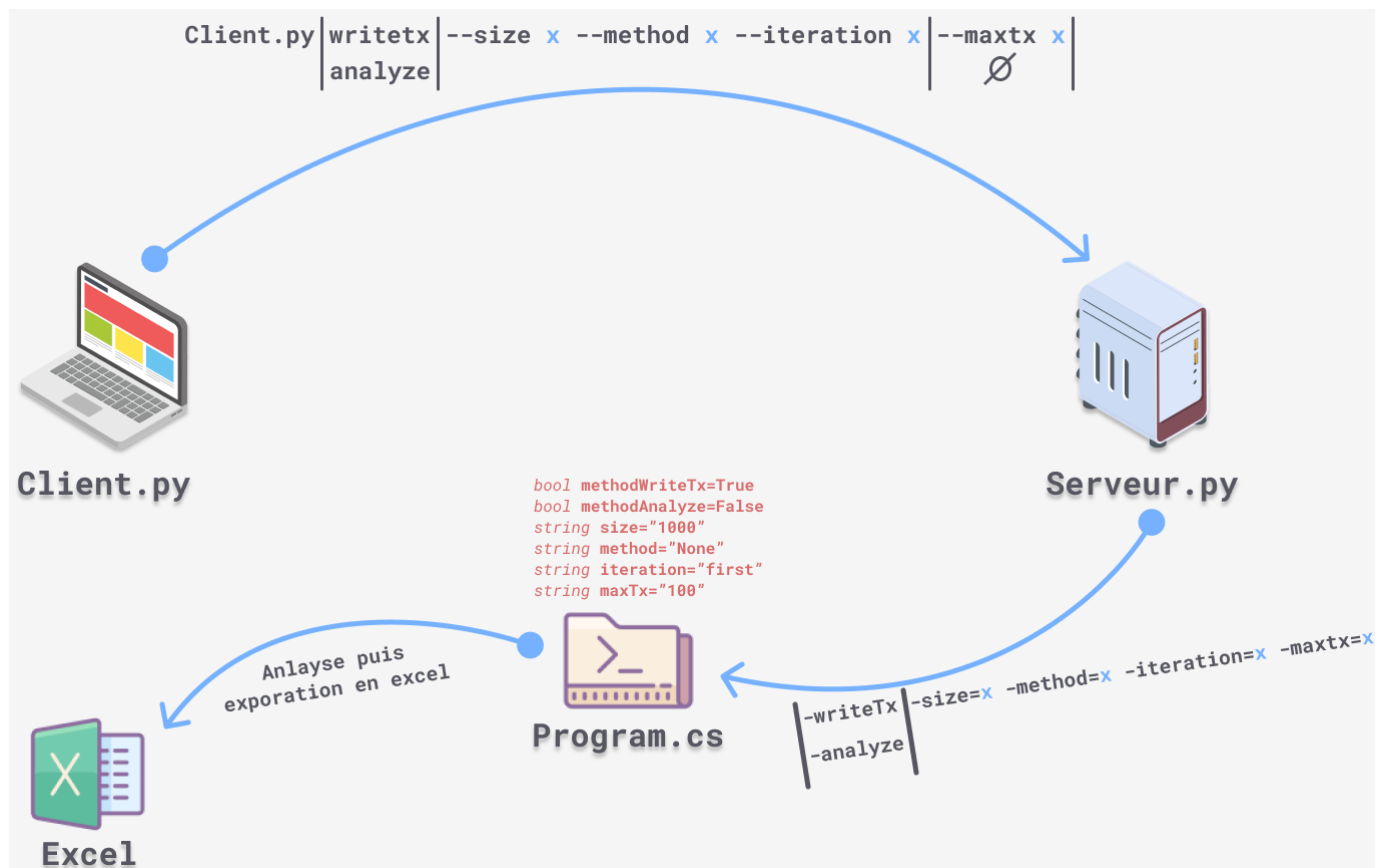 Client.py|writetx|--size x --method x --iteration x|--maxtx x|
analyze ∅
Client.py
Serveur.py
bool methodWriteTx=True
bool methodAnalyze=False
string size="1000"
string method="None"
string iteration="first"
string maxTx="100"
Anlayse puis
exporation en excel
Program.cs
|-writeTx|-size=x -method=x -iteration=x -maxtx=x
-analyze
Excel